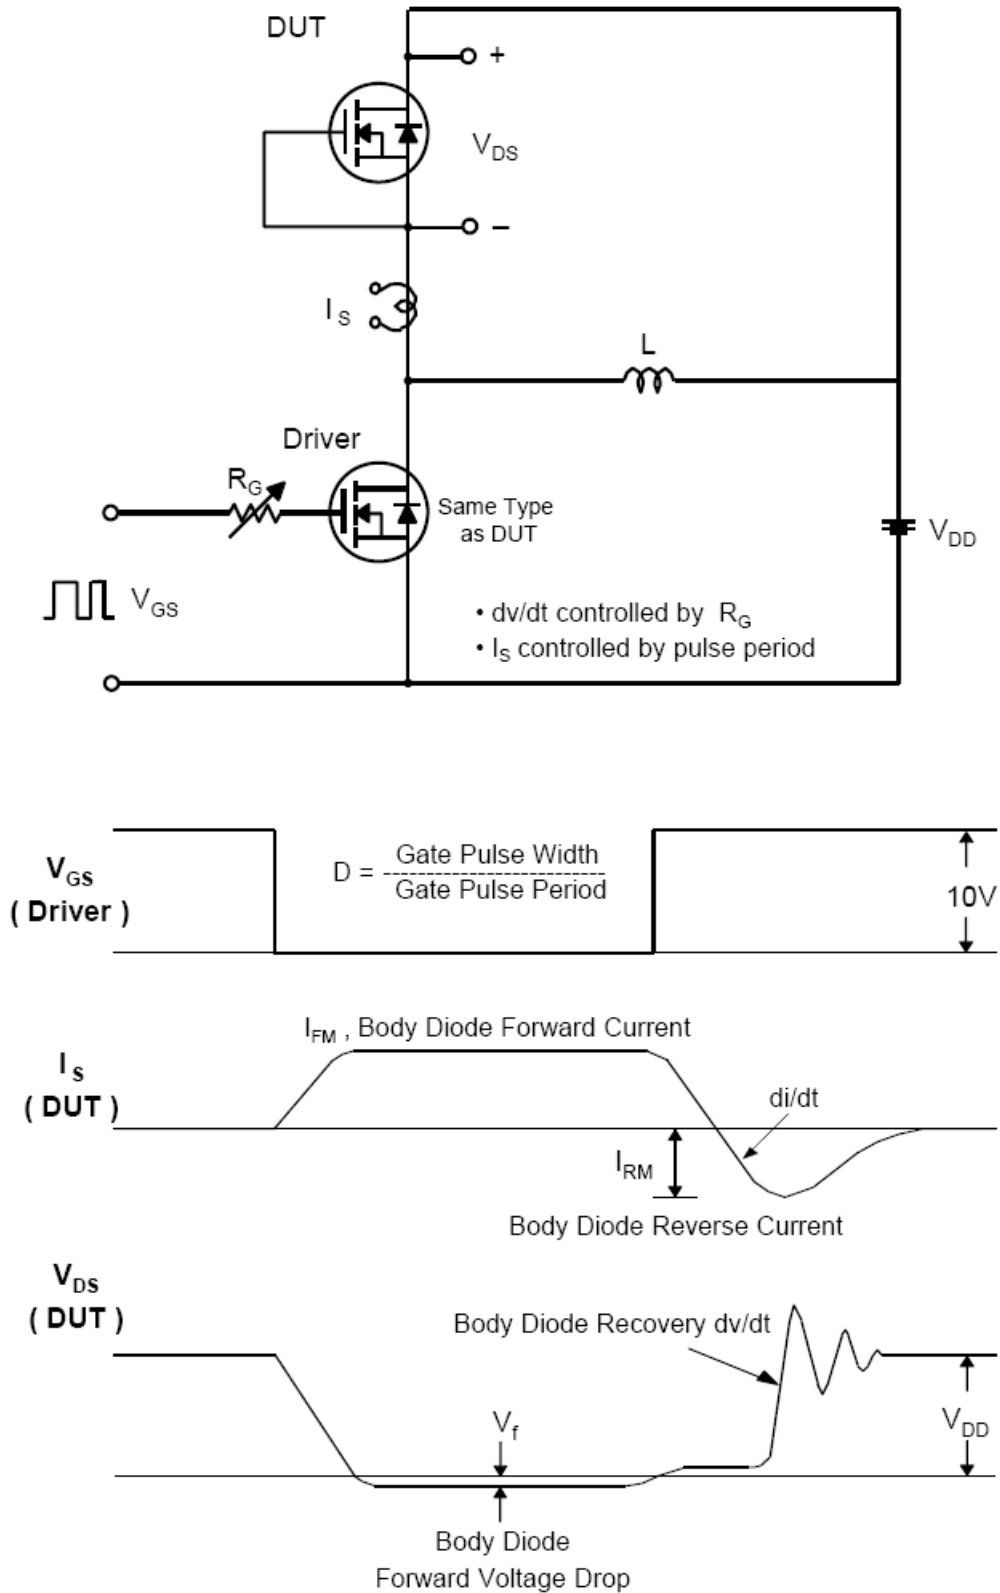 DUT
+
V_DS
–
I_S
L
Driver
R_G
Same Type
as DUT
V_DD
V_GS
• dv/dt controlled by R_G
• I_S controlled by pulse period
V_GS
( Driver )
D = Gate Pulse Width
Gate Pulse Period
10V
I_FM , Body Diode Forward Current
I_S
( DUT )
di/dt
I_RM
Body Diode Reverse Current
V_DS
( DUT )
Body Diode Recovery dv/dt
V_f
V_DD
Body Diode
Forward Voltage Drop